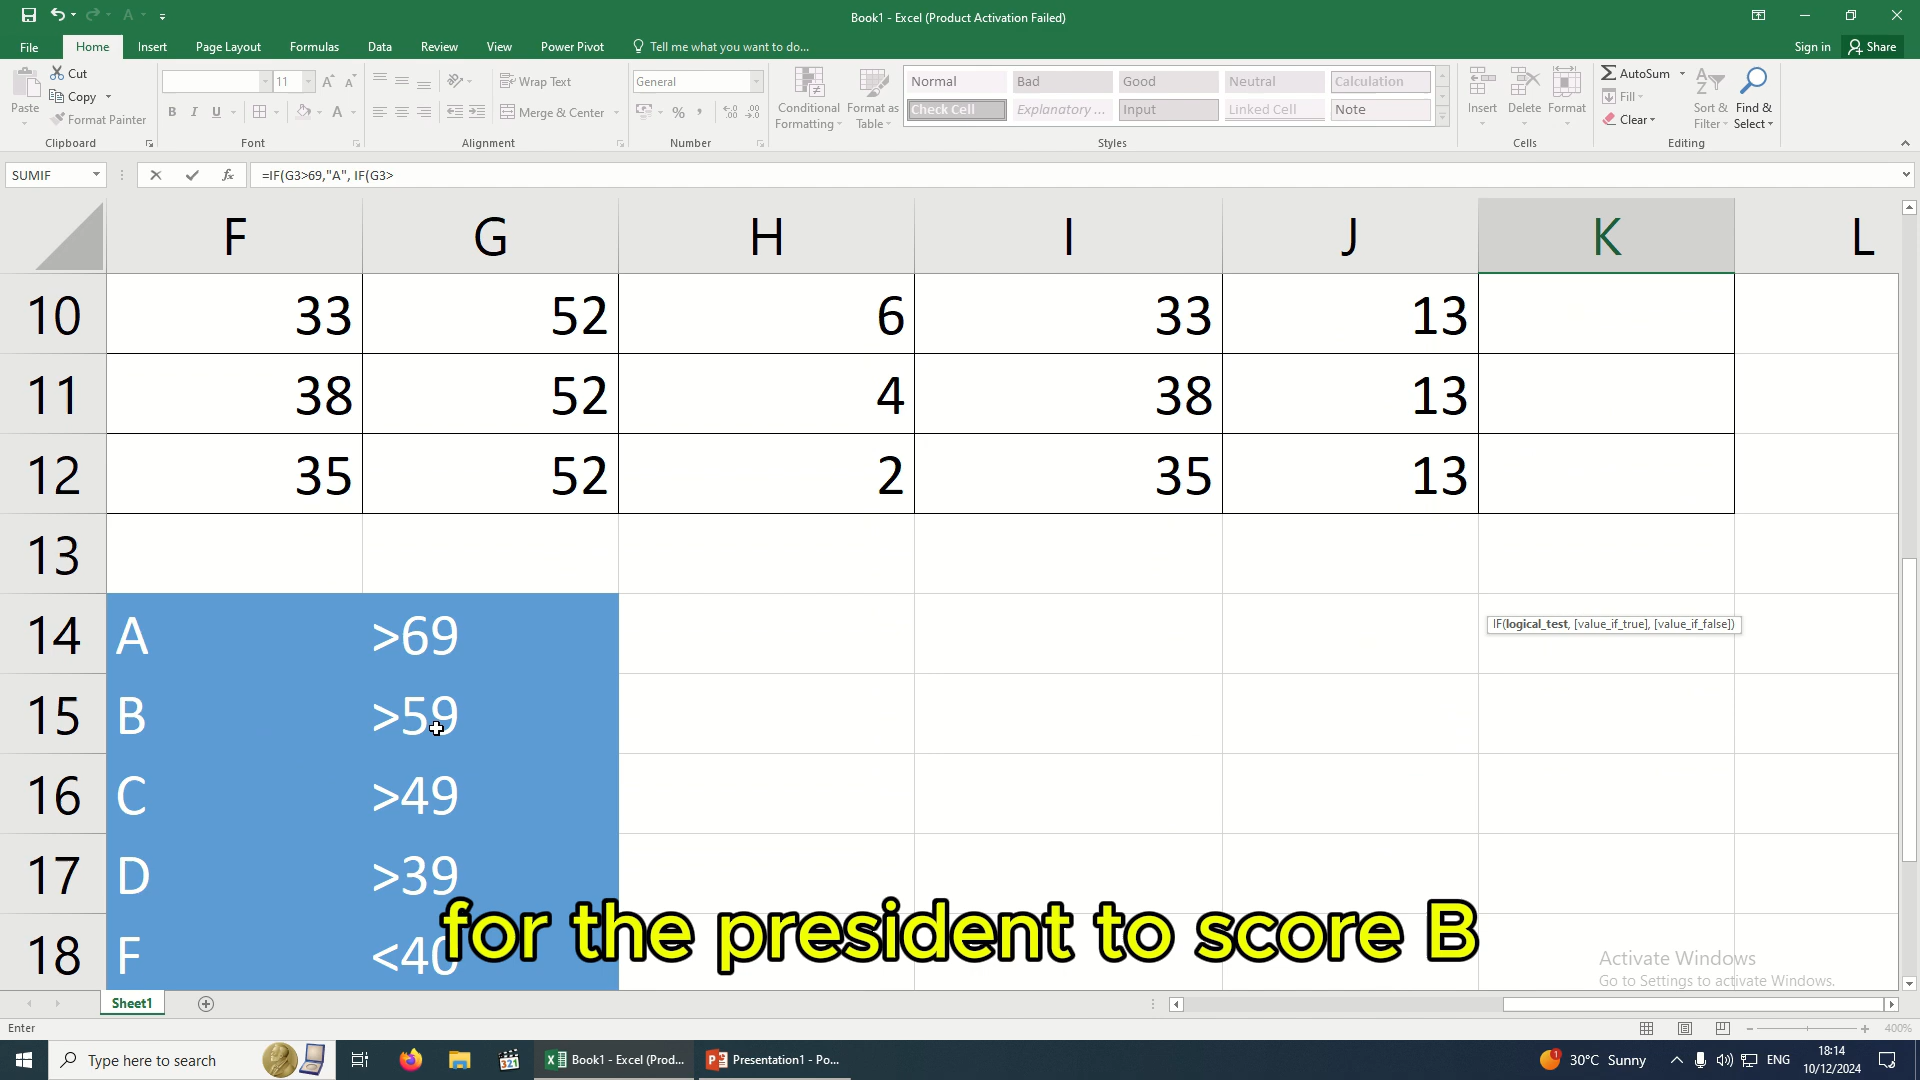 Book1 - Excel (Product Activation Failed)
File Home Insert Page Layout Formulas Data Review View Power Pivot Tell me what you want to do... Sign in Share
Paste Cut Copy Format Painter Clipboard
11 B I U Font
Wrap Text Merge & Center Alignment
General % Number
Conditional Formatting Format as Table
Normal Bad Good Neutral Calculation
Check Cell Explanatory ... Input Linked Cell Note
Styles
Insert Delete Format Cells
AutoSum Fill Clear Sort & Filter Find & Select Editing
SUMIF fx =IF(G3>69,"A", IF(G3>
F G H I J K L
10 33 52 6 33 13
11 38 52 4 38 13
12 35 52 2 35 13
13
14 A >69
IF(logical_test, [value_if_true], [value_if_false])
15 B >59
16 C >49
17 D >39
18 F <40
for the president to score B
Activate Windows
Go to Settings to activate Windows.
Sheet1
Enter 400%
Type here to search 321 Book1 - Excel (Prod... Presentation1 - Po... 30°C Sunny ENG 18:14
10/12/2024